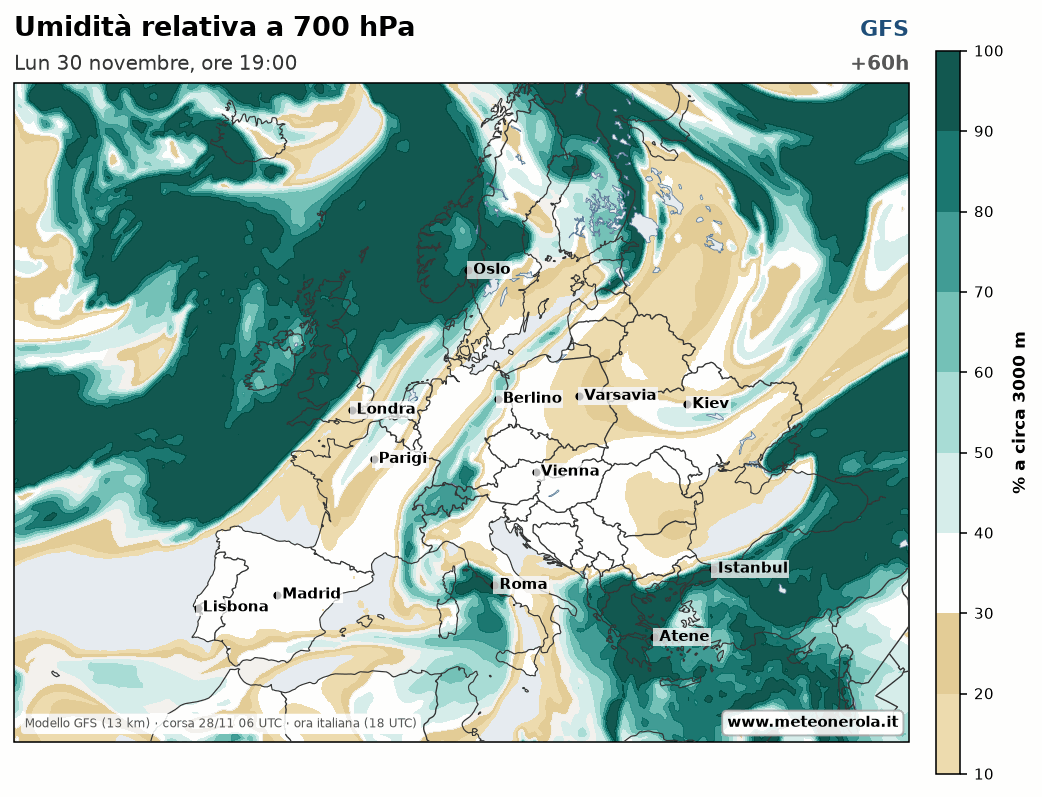 Umidità relativa a 700 hPa
GFS
Lun 30 novembre, ore 19:00
+60h
100
90
80
70
60
50
40
30
20
10
% a circa 3000 m
Oslo
Londra
Berlino
Varsavia
Kiev
Parigi
Vienna
Istanbul
Roma
Madrid
Lisbona
Atene
Modello GFS (13 km) · corsa 28/11 06 UTC · ora italiana (18 UTC)
www.meteonerola.it